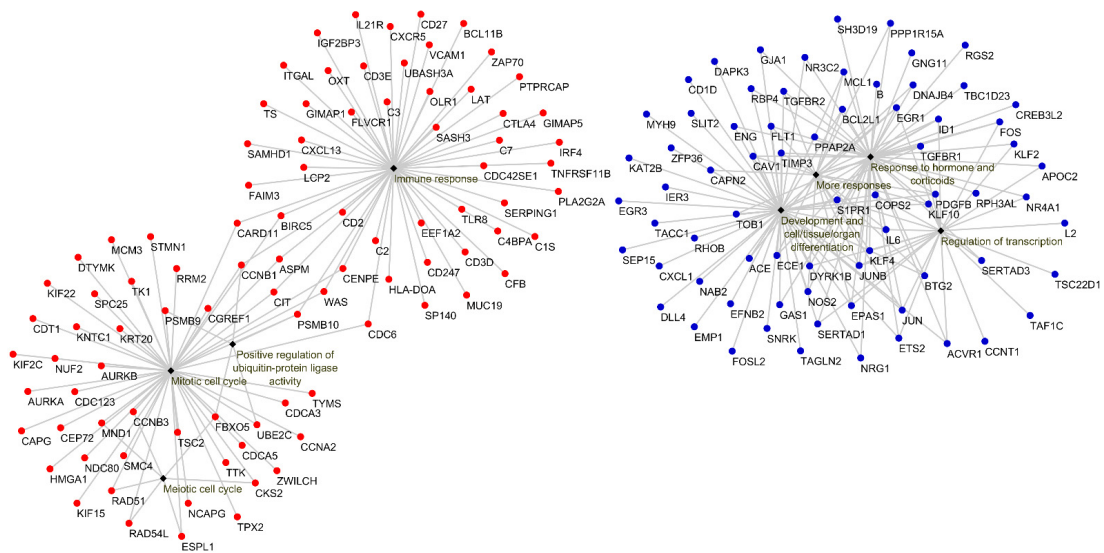 IL21R
CD27
IGF2BP3
CXCR5
BCL11B
VCAM1
ZAP70
ITGAL
OXT
CD3E
UBASH3A
PTPRCAP
OLR1
LAT
TS
GIMAP1
C3
FLVCR1
CTLA4
GIMAP5
SASH3
SAMHD1
CXCL13
C7
IRF4
LCP2
CDC42SE1
TNFRSF11B
Immune response
FAIM3
PLA2G2A
SERPING1
CARD11
BIRC5
CD2
TLR8
EEF1A2
C4BPA
C1S
MCM3
STMN1
C2
CD3D
DTYMK
RRM2
CCNB1
ASPM
CENPE
CD247
CFB
KIF22
TK1
HLA-DOA
SPC25
CIT
WAS
MUC19
SP140
PSMB9
CGREF1
PSMB10
CDT1
KNTC1
KRT20
CDC6
KIF2C
NUF2
Positive regulation of
ubiquitin-protein ligase
activity
AURKB
Mitotic cell cycle
AURKA
CDC123
TYMS
CDCA3
CCNB3
FBXO5
UBE2C
CAPG
CEP72
MND1
TSC2
CCNA2
CDCA5
NDC80
SMC4
TTK
HMGA1
ZWILCH
Meiotic cell cycle
CKS2
RAD51
KIF15
NCAPG
TPX2
RAD54L
ESPL1
SH3D19
PPP1R15A
GJA1
RGS2
DAPK3
NR3C2
GNG11
CD1D
MCL1
B
RBP4
TGFBR2
DNAJB4
TBC1D23
MYH9
SLIT2
BCL2L1
EGR1
CREB3L2
ENG
FLT1
ID1
FOS
PPAP2A
KAT2B
ZFP36
CAV1
TIMP3
TGFBR1
KLF2
CAPN2
Response to hormone and
corticoids
APOC2
More responses
EGR3
IER3
S1PR1
COPS2
PDGFB
RPH3AL
NR4A1
KLF10
TOB1
TACC1
Development and
cell/tissue/organ
differentiation
IL6
Regulation of transcription
L2
SEP15
RHOB
KLF4
CXCL1
ACE
ECE1
DYRK1B
JUNB
SERTAD3
NAB2
BTG2
TSC22D1
DLL4
EFNB2
GAS1
NOS2
EPAS1
JUN
TAF1C
EMP1
SNRK
SERTAD1
ETS2
FOSL2
TAGLN2
NRG1
ACVR1
CCNT1